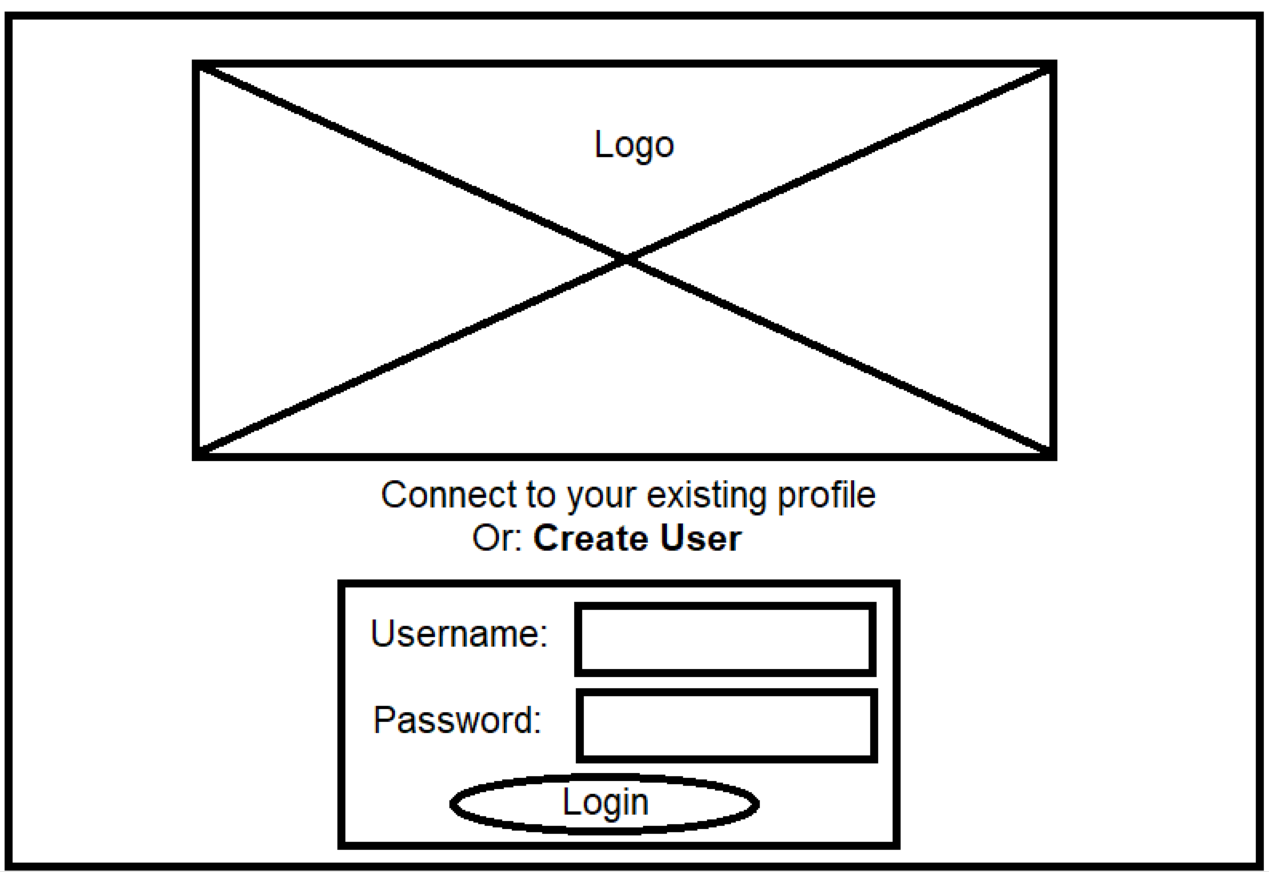 Logo
Connect to your existing profile
Or: Create User
Username:
Password:
Login